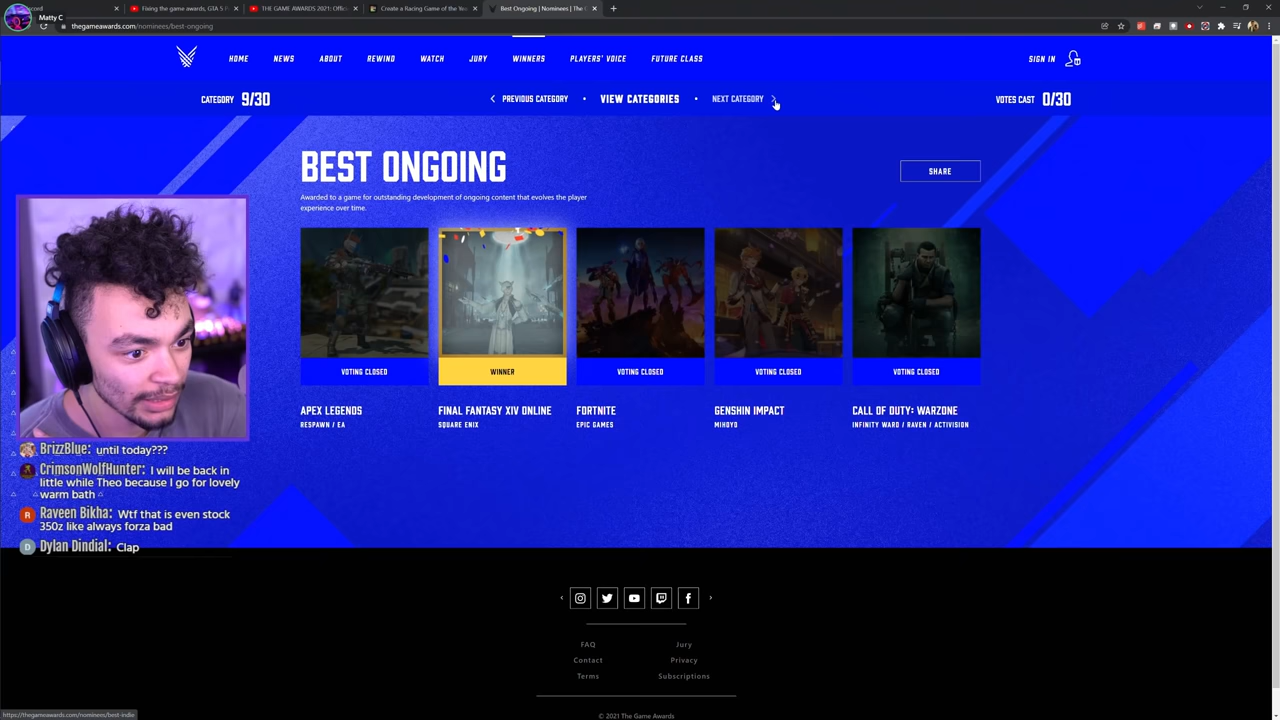 cord
Fixing the game awards, GTA 5 F
THE GAME AWARDS 2021: Offici
Create a Racing Game of the Yea
Best Ongoing | Nominees | The G
Matty C
thegameawards.com/nominees/best-ongoing
HOME
NEWS
ABOUT
REWIND
WATCH
JURY
WINNERS
PLAYERS' VOICE
FUTURE CLASS
SIGN IN
CATEGORY 9/30
PREVIOUS CATEGORY
VIEW CATEGORIES
NEXT CATEGORY
VOTES CAST 0/30
BEST ONGOING
SHARE
Awarded to a game for outstanding development of ongoing content that evolves the player
experience over time.
VOTING CLOSED
WINNER
VOTING CLOSED
VOTING CLOSED
VOTING CLOSED
APEX LEGENDS
FINAL FANTASY XIV ONLINE
FORTNITE
GENSHIN IMPACT
CALL OF DUTY: WARZONE
RESPAWN / EA
SQUARE ENIX
EPIC GAMES
MIHOYO
INFINITY WARD / RAVEN / ACTIVISION
BrizzBlue: until today???
CrimsonWolfHunter: I will be back in
little while Theo because I go for lovely
warm bath
R
Raveen Bikha: Wtf that is even stock
350z like always forza bad
D
Dylan Dindial: Clap
FAQ
Jury
Contact
Privacy
Terms
Subscriptions
© 2021 The Game Awards
https://thegameawards.com/nominees/best-indie